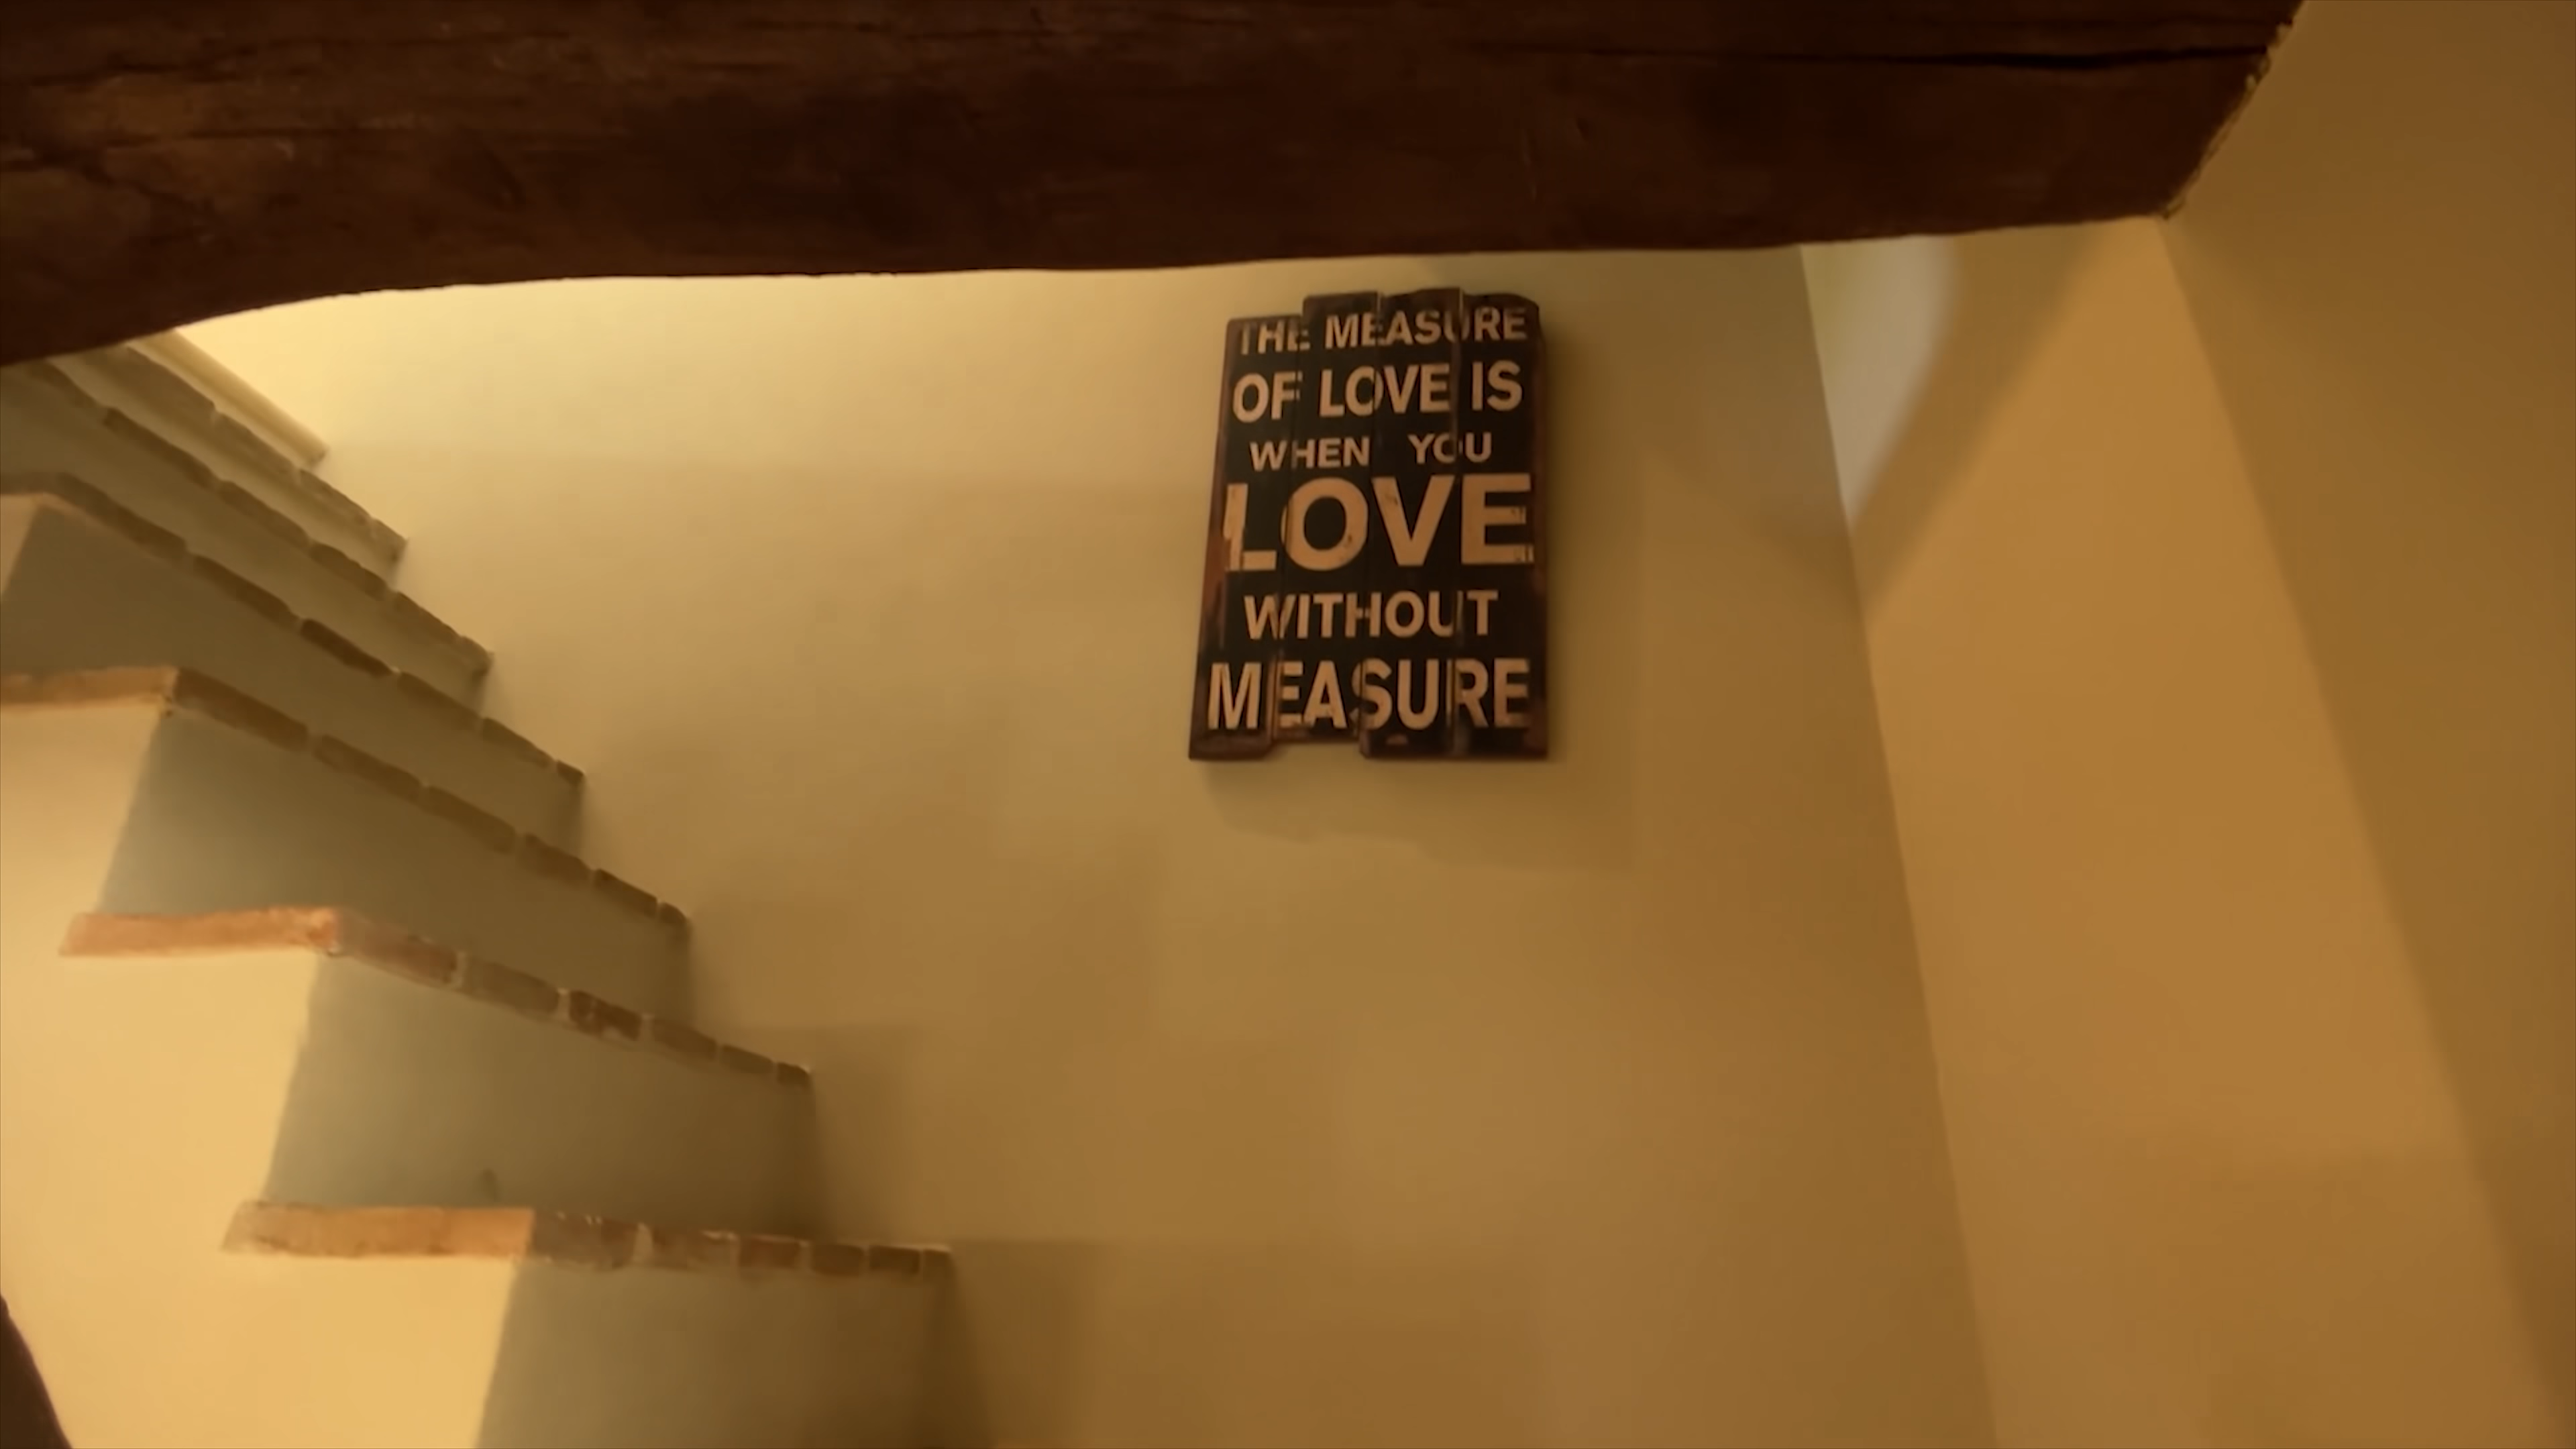 THE MEASURE
OF LOVE IS
WHEN YOU
LOVE
WITHOUT
MEASURE